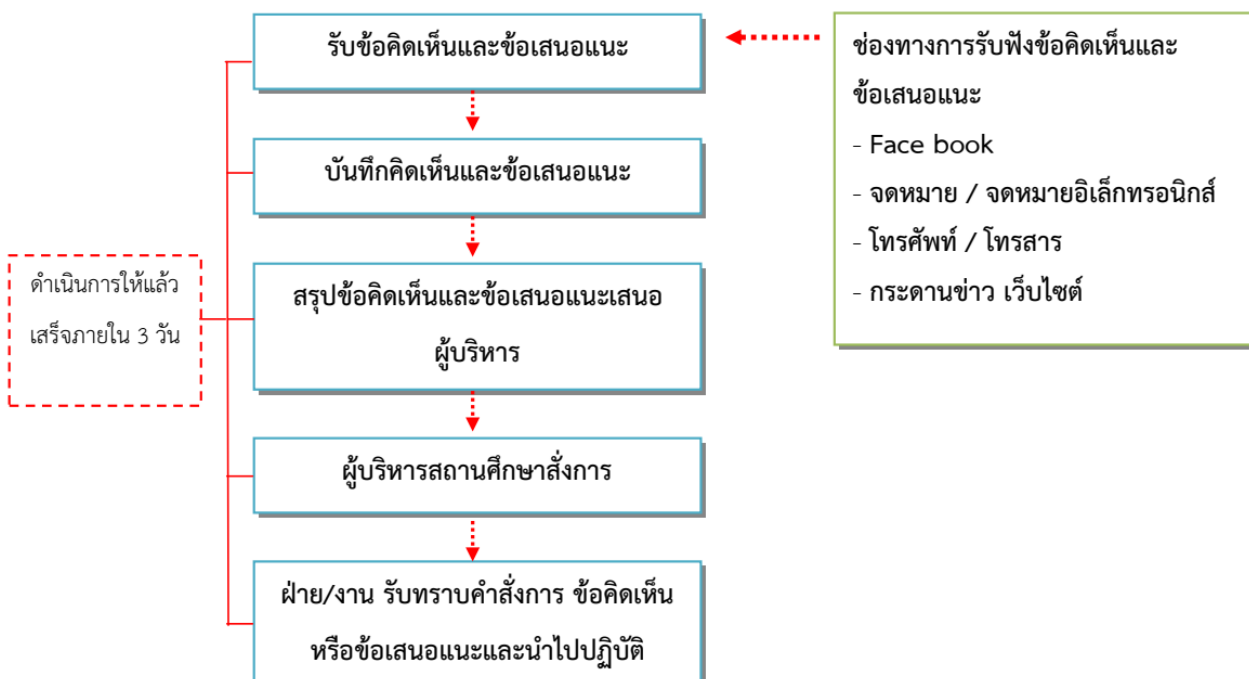 รับข้อคิดเห็นและข้อเสนอแนะ
บันทึกคิดเห็นและข้อเสนอแนะ
สรุปข้อคิดเห็นและข้อเสนอแนะเสนอ
ผู้บริหาร
ผู้บริหารสถานศึกษาสั่งการ
ฝ่าย/งาน รับทราบคำสั่งการ ข้อคิดเห็น
หรือข้อเสนอแนะและนำไปปฏิบัติ
ดำเนินการให้แล้ว
เสร็จภายใน 3 วัน
ช่องทางการรับฟังข้อคิดเห็นและ
ข้อเสนอแนะ
- Face book
- จดหมาย / จดหมายอิเล็กทรอนิกส์
- โทรศัพท์ / โทรสาร
- กระดานข่าว เว็บไซต์